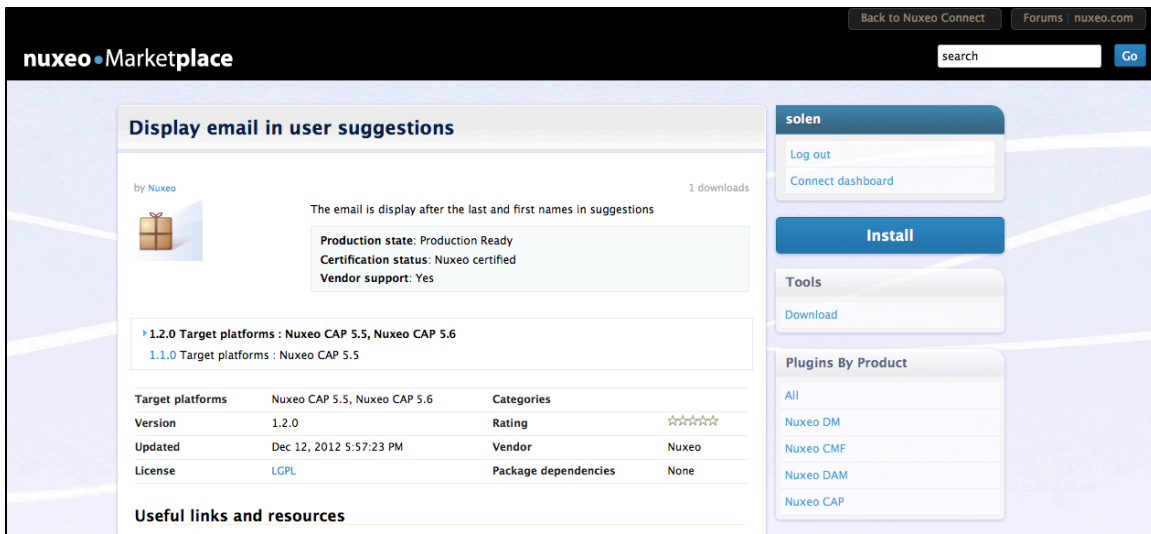 Back to Nuxeo Connect
Forums | nuxeo.com
nuxeo•Marketplace
search
Go
Display email in user suggestions
by Nuxeo
1 downloads
The email is display after the last and first names in suggestions
Production state: Production Ready
Certification status: Nuxeo certified
Vendor support: Yes
1.2.0 Target platforms : Nuxeo CAP 5.5, Nuxeo CAP 5.6
1.1.0 Target platforms : Nuxeo CAP 5.5
Target platforms Nuxeo CAP 5.5, Nuxeo CAP 5.6 Categories
Version 1.2.0 Rating
Updated Dec 12, 2012 5:57:23 PM Vendor Nuxeo
License LGPL Package dependencies None
Useful links and resources
solen
Log out
Connect dashboard
Install
Tools
Download
Plugins By Product
All
Nuxeo DM
Nuxeo CMF
Nuxeo DAM
Nuxeo CAP